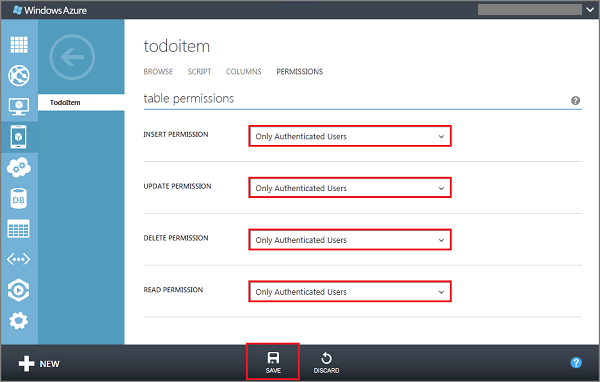 Windows Azure
todoitem
BROWSE SCRIPT COLUMNS PERMISSIONS
TodoItem
table permissions
?
INSERT PERMISSION Only Authenticated Users
UPDATE PERMISSION Only Authenticated Users
DELETE PERMISSION Only Authenticated Users
READ PERMISSION Only Authenticated Users
DB
NEW
SAVE
DISCARD
?